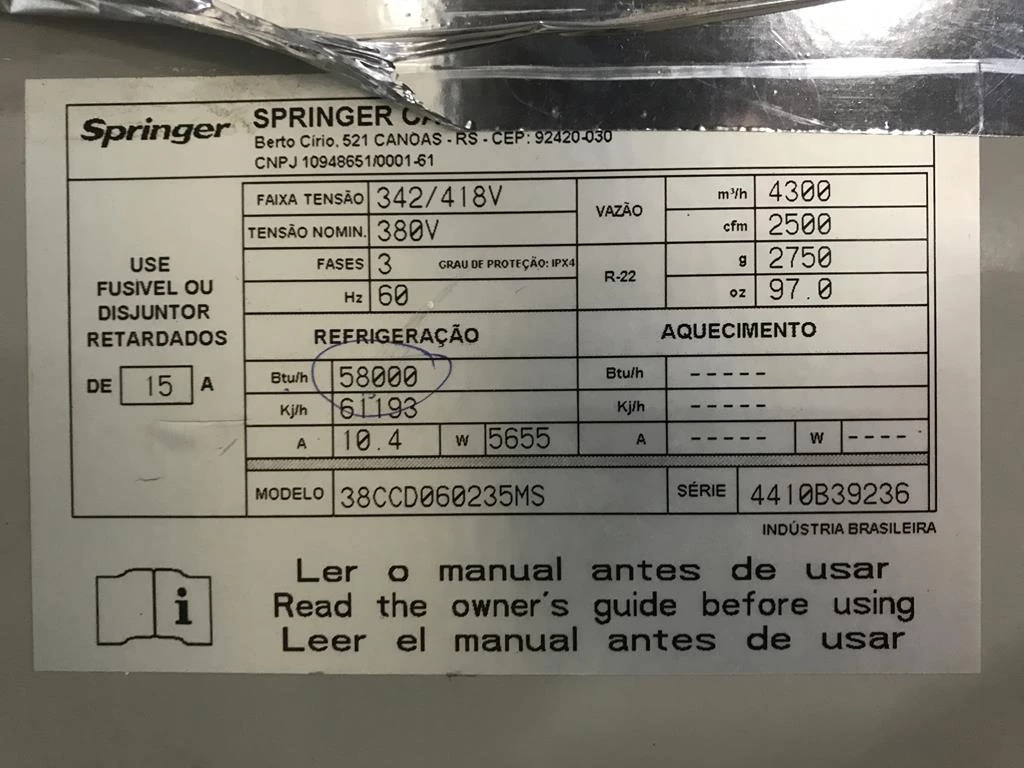 Springer
SPRINGER
Berto Círio, 521 CANOAS - RS - CEP: 92420-030
CNPJ 10948651/0001-61
USE
FUSIVEL OU
DISJUNTOR
RETARDADOS
DE 15 A
FAIXA TENSÃO 342/418V
TENSÃO NOMIN. 380V
FASES 3 GRAU DE PROTEÇÃO: IPX4
Hz 60
VAZÃO
m³/h 4300
cfm 2500
R-22
g 2750
oz 97.0
REFRIGERAÇÃO
Btu/h 58000
Kj/h 61193
A 10.4 W 5655
AQUECIMENTO
Btu/h -----
Kj/h -----
A ----- W ----
MODELO 38CCD060235MS
SÉRIE 4410B39236
INDÚSTRIA BRASILEIRA
i
Ler o manual antes de usar
Read the owner's guide before using
Leer el manual antes de usar